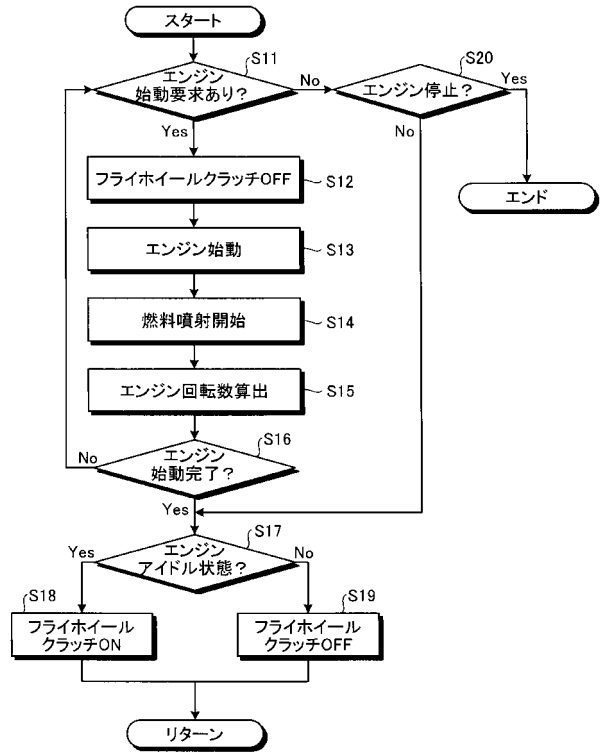 スタート
S11
エンジン
始動要求あり?
No
Yes
S20
エンジン停止?
Yes
No
エンド
フライホイールクラッチOFF
S12
エンジン始動
S13
燃料噴射開始
S14
エンジン回転数算出
S15
S16
エンジン
始動完了?
No
Yes
S17
エンジン
アイドル状態?
Yes
No
S18
フライホイール
クラッチON
S19
フライホイール
クラッチOFF
リターン